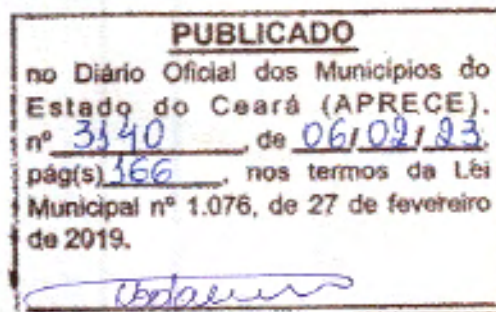 PUBLICADO
no Diário Oficial dos Municípios do
Estado do Ceará (APRECE).
nº 3140, de 06/02/23.
pág(s) 166, nos termos da Lei
Municipal nº 1.076, de 27 de fevereiro
de 2019.